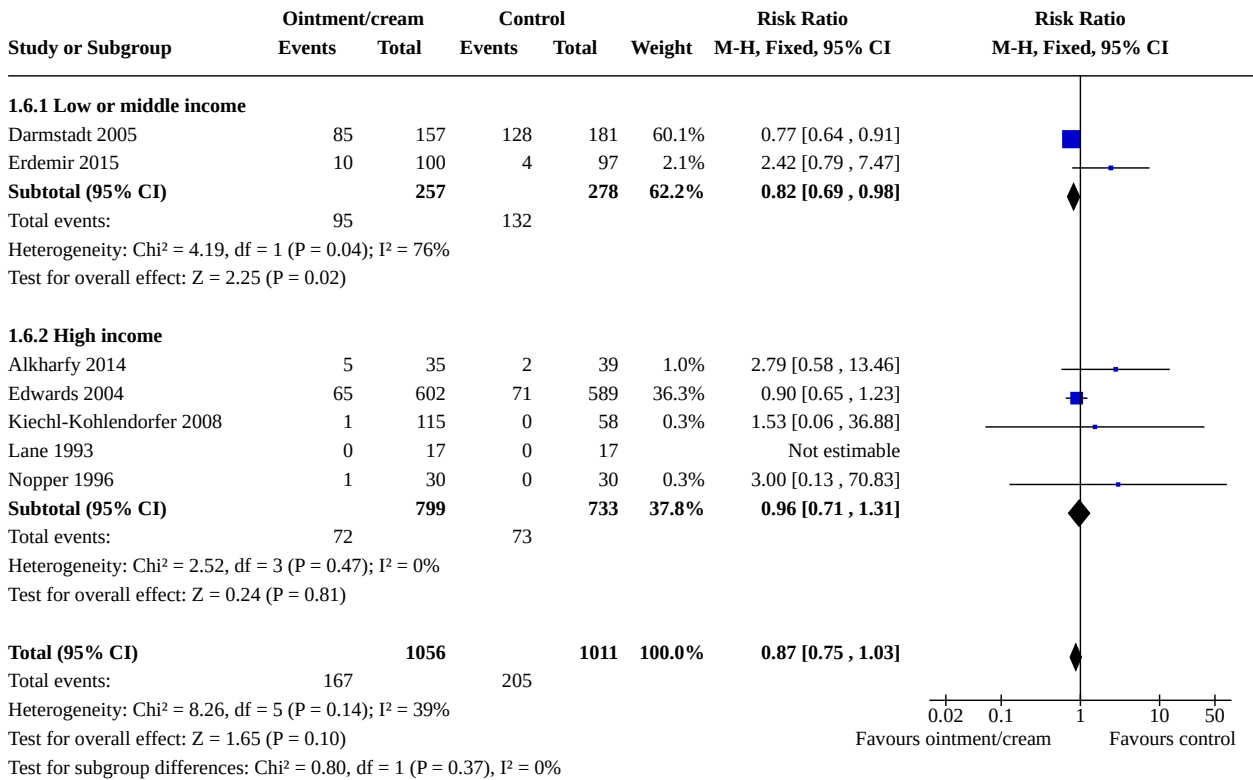 Ointment/cream Control Risk Ratio Risk Ratio
Study or Subgroup Events Total Events Total Weight M-H, Fixed, 95% CI M-H, Fixed, 95% CI
1.6.1 Low or middle income
Darmstadt 2005 85 157 128 181 60.1% 0.77 [0.64 , 0.91]
Erdemir 2015 10 100 4 97 2.1% 2.42 [0.79 , 7.47]
Subtotal (95% CI) 257 278 62.2% 0.82 [0.69 , 0.98]
Total events: 95 132
Heterogeneity: Chi² = 4.19, df = 1 (P = 0.04); I² = 76%
Test for overall effect: Z = 2.25 (P = 0.02)
1.6.2 High income
Alkharfy 2014 5 35 2 39 1.0% 2.79 [0.58 , 13.46]
Edwards 2004 65 602 71 589 36.3% 0.90 [0.65 , 1.23]
Kiechl-Kohlendorfer 2008 1 115 0 58 0.3% 1.53 [0.06 , 36.88]
Lane 1993 0 17 0 17 Not estimable
Nopper 1996 1 30 0 30 0.3% 3.00 [0.13 , 70.83]
Subtotal (95% CI) 799 733 37.8% 0.96 [0.71 , 1.31]
Total events: 72 73
Heterogeneity: Chi² = 2.52, df = 3 (P = 0.47); I² = 0%
Test for overall effect: Z = 0.24 (P = 0.81)
Total (95% CI) 1056 1011 100.0% 0.87 [0.75 , 1.03]
Total events: 167 205
Heterogeneity: Chi² = 8.26, df = 5 (P = 0.14); I² = 39%
0.02 0.1 1 10 50
Test for overall effect: Z = 1.65 (P = 0.10)
Favours ointment/cream Favours control
Test for subgroup differences: Chi² = 0.80, df = 1 (P = 0.37), I² = 0%